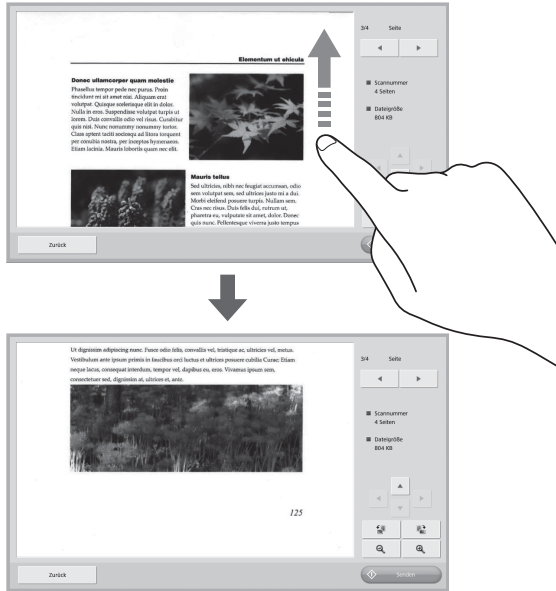 3/4 Seite
Elementum ut ehicula
Donec ullamcorper quam molestie
Phasellus tempor pede nec purus. Proin
tincidunt mi sit amet nisi. Aliquam erat
volutpat. Quisque scelerisque elit in dolor.
Nulla in eros. Suspendisse volutpat turpis ut
lorem. Duis convallis odio vel risus. Curabitur
quis nisi. Nunc nonummy nonummy tortor.
Class aptent taciti sociosqu ad litora torquent
per conubia nostra, per inceptos hymenaeos.
Etiam lacinia. Mauris lobortis quam nec elit.
Scannummer
4 Seiten
Dateigröße
804 KB
Mauris tellus
Sed ultricies, nibh nec feugiat accumsan, odio
sem volutpat sem, sed ultrices justo mi a dui.
Morbi eleifend posuere turpis. Nullam sem.
Cras nec risus. Duis felis dui, rutrum ut,
pharetra eu, vulputate sit amet, dolor. Donec
quis nunc. Pellentesque viverra justo tempus
Zurück
Ut dignissim adipiscing nunc. Fusce odio felis, convallis vel, tristique ac, ultricies vel, metus.
Vestibulum ante ipsum primis in faucibus orci luctus et ultrices posuere cubilia Curae; Etiam
neque lacus, consequat interdum, tempor vel, dapibus eu, eros. Vivamus ipsum sem,
consectetuer sed, dignissim at, ultrices et, ante.
125
3/4 Seite
Scannummer
4 Seiten
Dateigröße
804 KB
Zurück
Senden